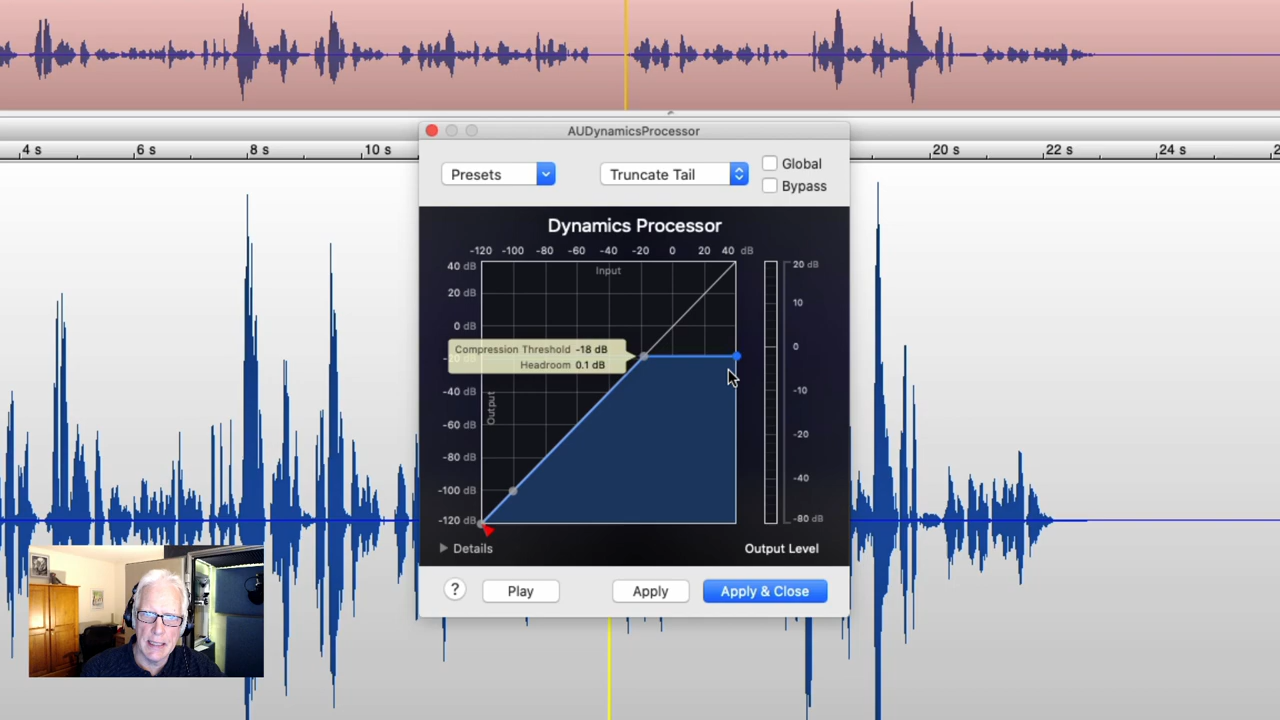 AUDynamicsProcessor
4 s 6 s 8 s 10 s 20 s 22 s 24 s
Presets Truncate Tail Global
Bypass
Dynamics Processor
-120 -100 -80 -60 -40 -20 0 20 40 dB
Input
40 dB
20 dB
0 dB
Compression Threshold -18 dB
Headroom 0.1 dB
-40 dB
-60 dB
-80 dB
-100 dB
-120 dB
Output
20 dB
10
0
-10
-20
-40
-80 dB
Details Output Level
? Play Apply Apply & Close